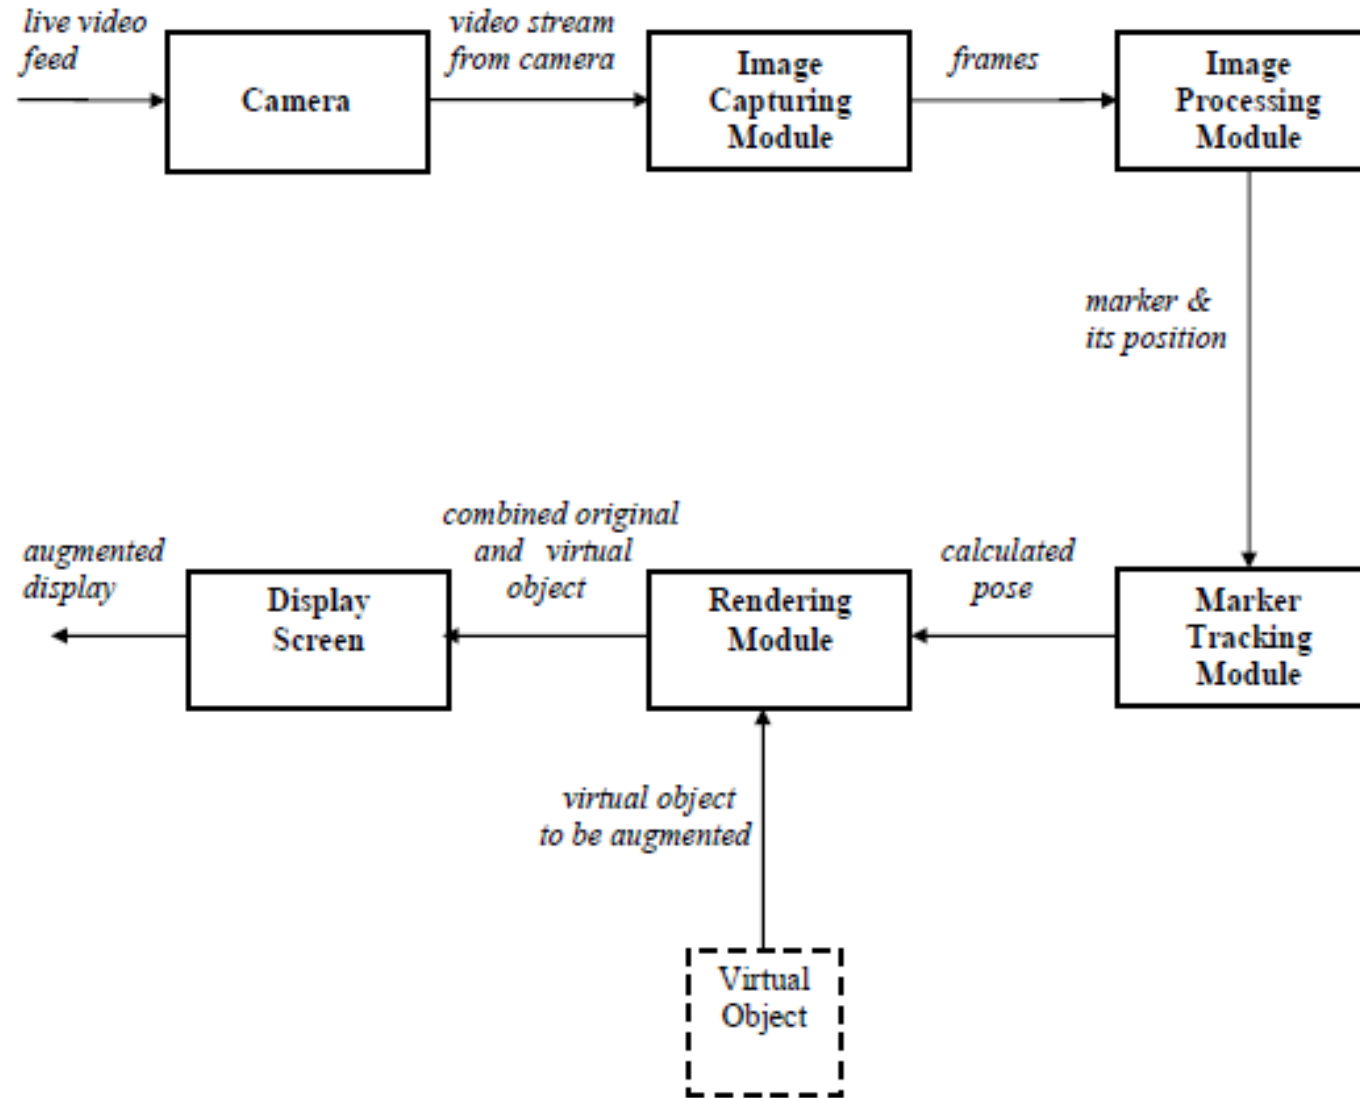 live video
feed
Camera
video stream
from camera
Image
Capturing
Module
frames
Image
Processing
Module
marker &
its position
augmented
display
Display
Screen
combined original
and virtual
object
Rendering
Module
calculated
pose
Marker
Tracking
Module
virtual object
to be augmented
Virtual
Object